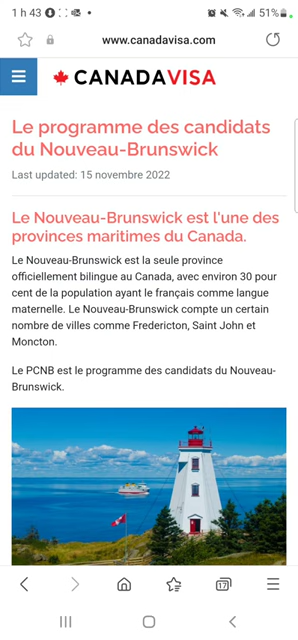 1 h 43
51%
www.canadavisa.com
CANADAVISA
Le programme des candidats
du Nouveau-Brunswick
Last updated: 15 novembre 2022
Le Nouveau-Brunswick est l'une des
provinces maritimes du Canada.
Le Nouveau-Brunswick est la seule province
officiellement bilingue au Canada, avec environ 30 pour
cent de la population ayant le français comme langue
maternelle. Le Nouveau-Brunswick compte un certain
nombre de villes comme Fredericton, Saint John et
Moncton.
Le PCNB est le programme des candidats du Nouveau-
Brunswick.
17